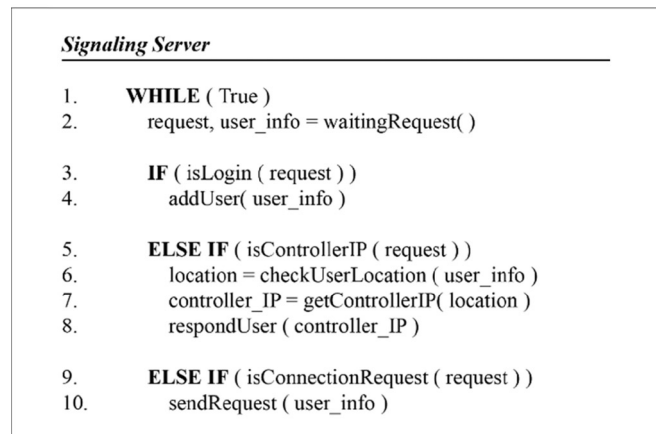 Signaling Server
1. WHILE ( True )
2. request, user_info = waitingRequest( )
3. IF ( isLogin ( request ) )
4. addUser( user_info )
5. ELSE IF ( isControllerIP ( request ) )
6. location = checkUserLocation ( user_info )
7. controller_IP = getControllerIP( location )
8. respondUser ( controller_IP )
9. ELSE IF ( isConnectionRequest ( request ) )
10. sendRequest ( user_info )